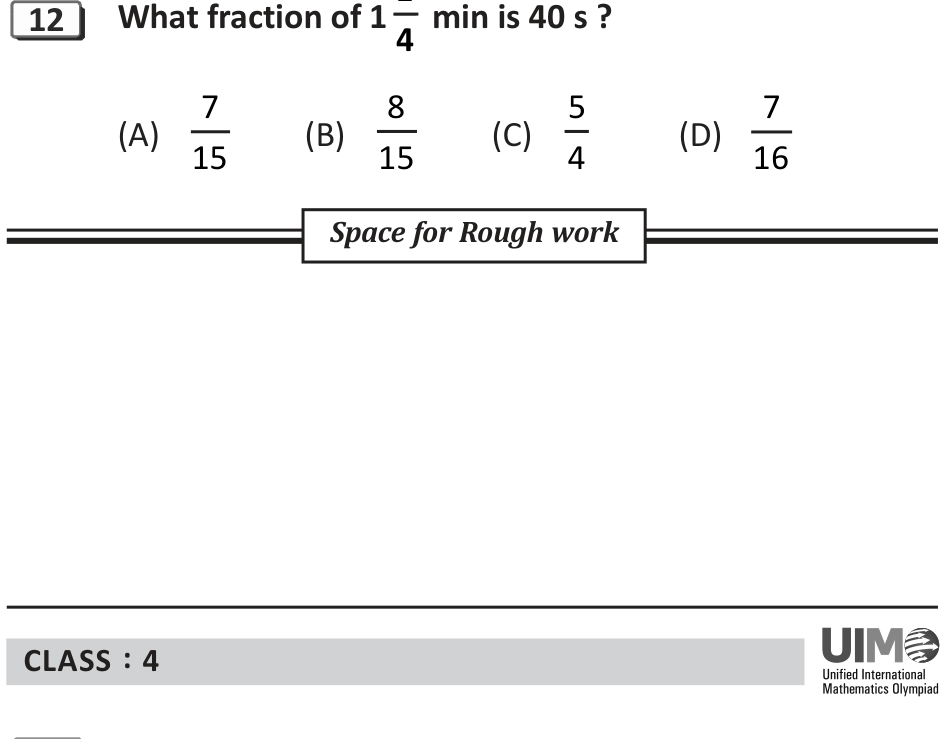 12 What fraction of 1 /4 min is 40 s ?
(A) 7/15 (B) 8/15 (C) 5/4 (D) 7/16
Space for Rough work
CLASS : 4
UIMO
Unified International
Mathematics Olympiad